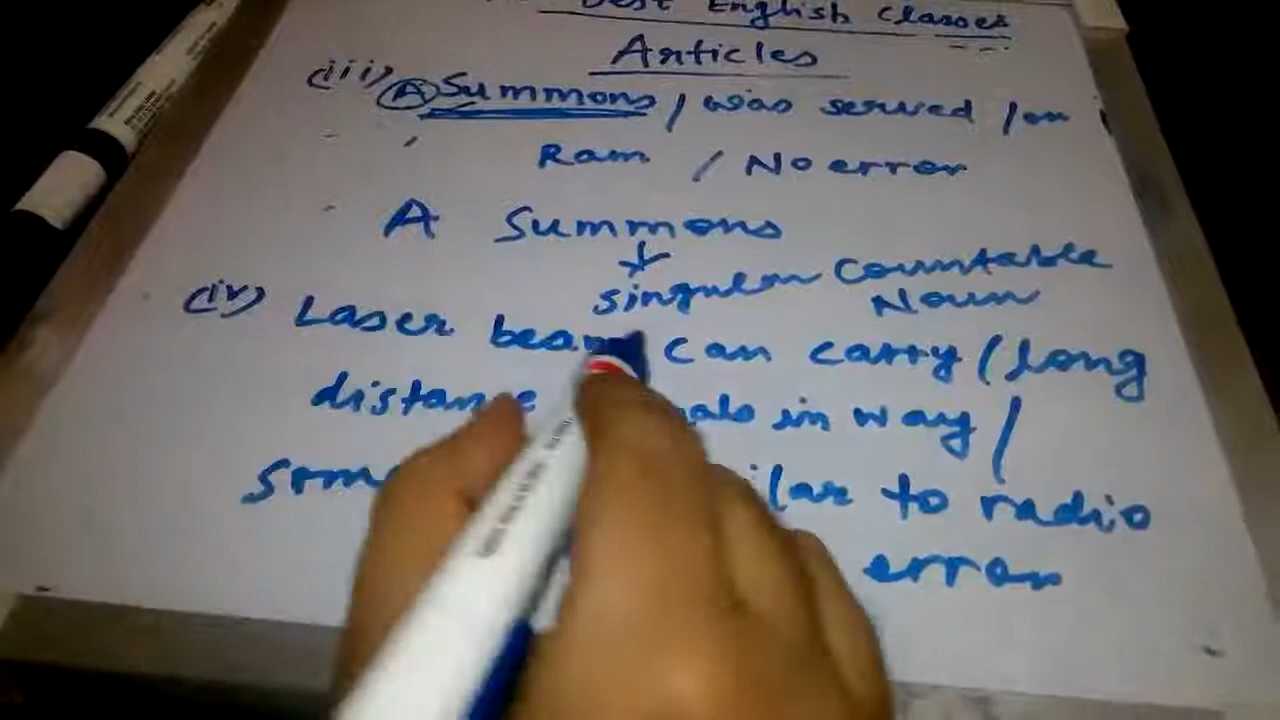 Best English Classes
Articles
(iii) A Summons / was served / on
Ram / No error
A Summons
singular Countable
Noun
(iv) Laser beam can carry / long
distance in way /
to radio
error